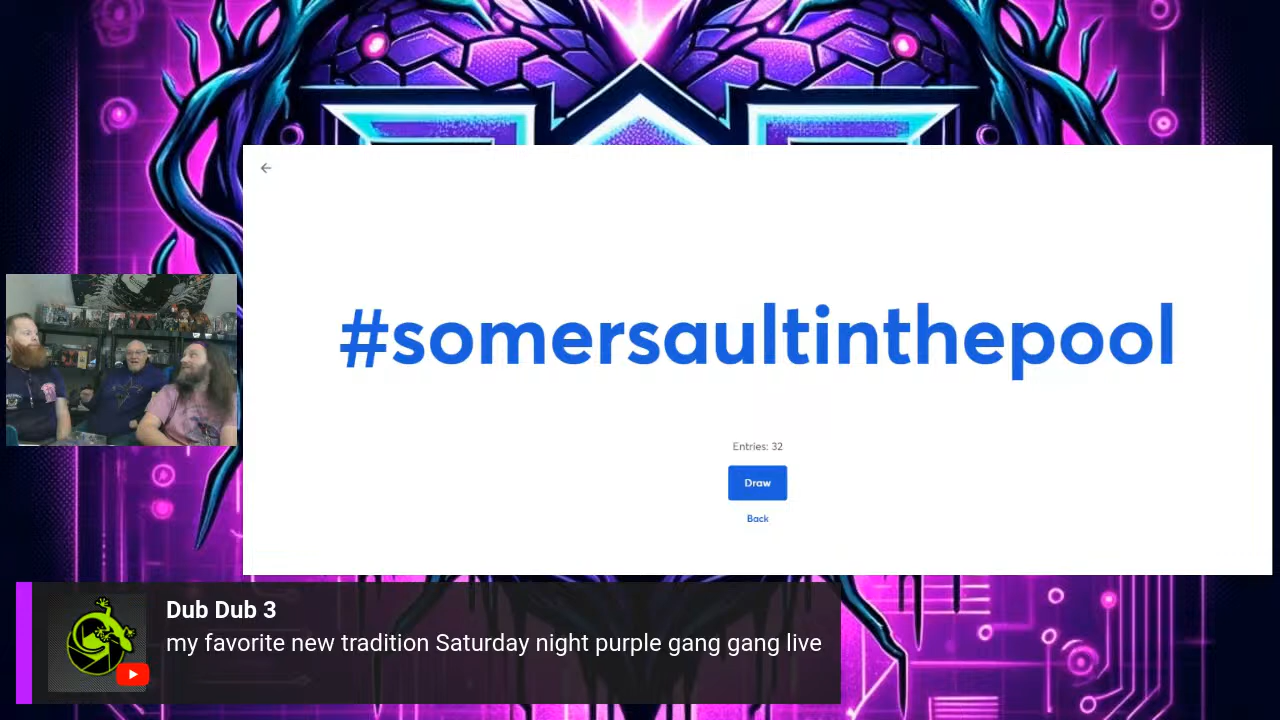 #somersaultinthepool
Entries: 32
Draw
Back
Dub Dub 3
my favorite new tradition Saturday night purple gang gang live